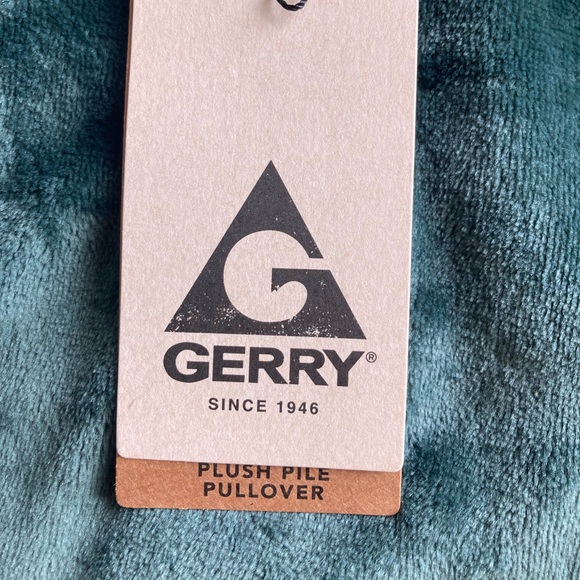 G
GERRY®
SINCE 1946
PLUSH PILE
PULLOVER